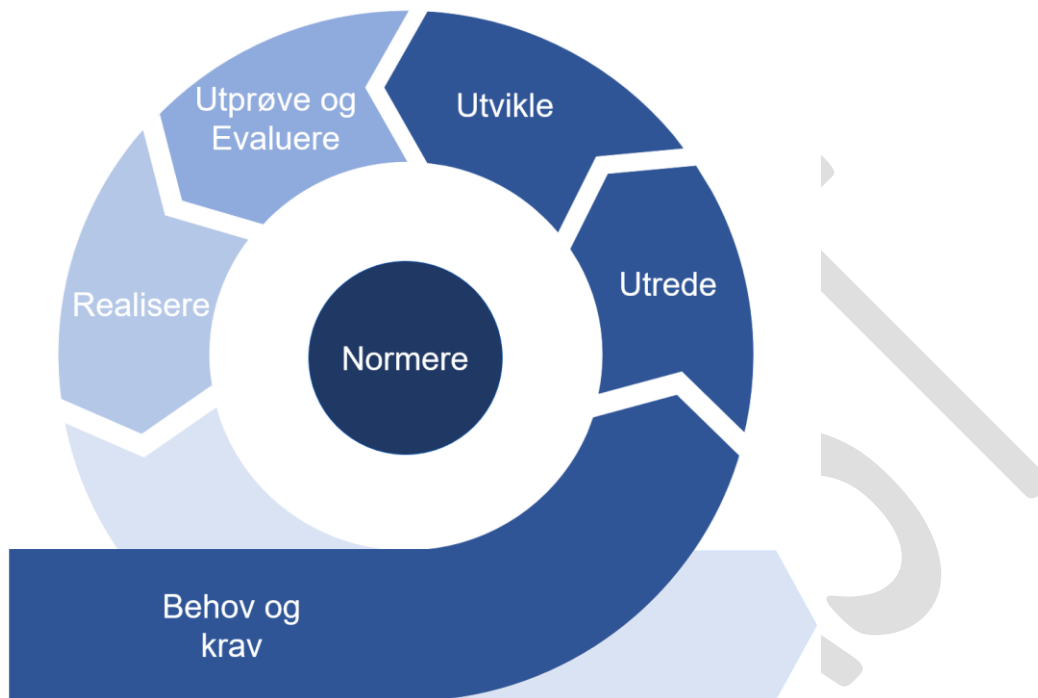 Utprøve og
Evaluere
Utvikle
Utrede
Realisere
Normere
Behov og
krav